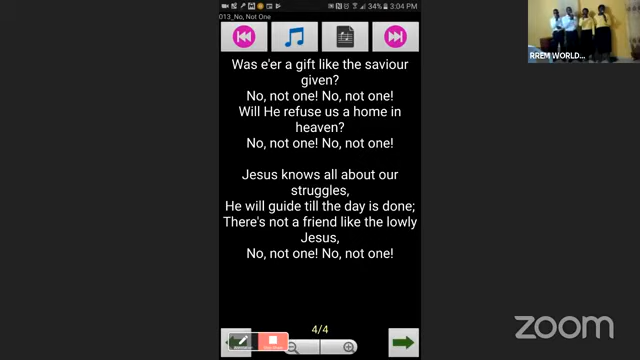 34% 3:04 PM
013_No, Not One
Was e'er a gift like the saviour
given?
No, not one! No, not one!
Will He refuse us a home in
heaven?
No, not one! No, not one!
Jesus knows all about our
struggles,
He will guide till the day is done;
There's not a friend like the lowly
Jesus,
No, not one! No, not one!
4/4
RREM WORLD...
zoom